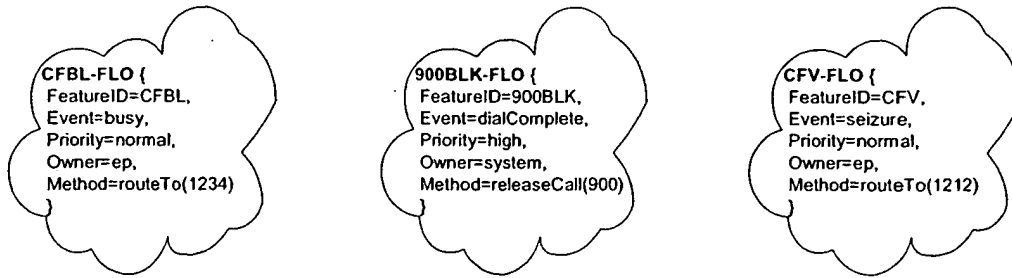 CFBL-FLO {
FeatureID=CFBL,
Event=busy,
Priority=normal,
Owner=ep,
Method=routeTo(1234)
900BLK-FLO {
FeatureID=900BLK,
Event=dialComplete,
Priority=high,
Owner=system,
Method=releaseCall(900)
CFV-FLO {
FeatureID=CFV,
Event=seizure,
Priority=normal,
Owner=ep,
Method=routeTo(1212)